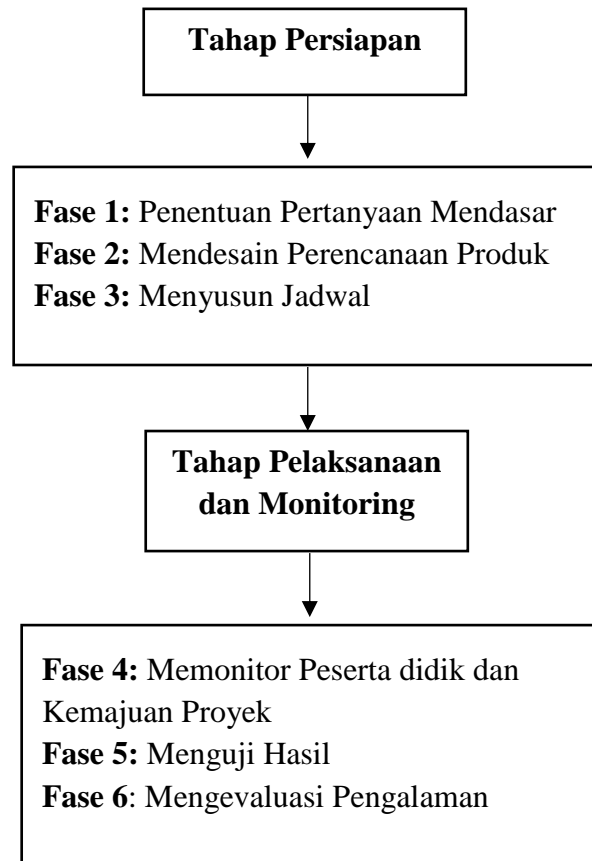 Tahap Persiapan
Fase 1: Penentuan Pertanyaan Mendasar
Fase 2: Mendesain Perencanaan Produk
Fase 3: Menyusun Jadwal
Tahap Pelaksanaan
dan Monitoring
Fase 4: Memonitor Peserta didik dan
Kemajuan Proyek
Fase 5: Menguji Hasil
Fase 6: Mengevaluasi Pengalaman